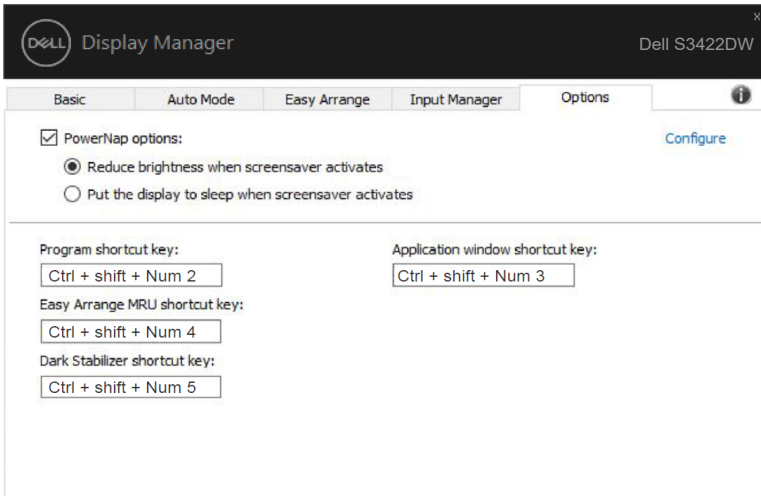 x
DELL Display Manager
Dell S3422DW
Basic Auto Mode Easy Arrange Input Manager Options i
PowerNap options: Configure
Reduce brightness when screensaver activates
Put the display to sleep when screensaver activates
Program shortcut key: Application window shortcut key:
Ctrl + shift + Num 2 Ctrl + shift + Num 3
Easy Arrange MRU shortcut key:
Ctrl + shift + Num 4
Dark Stabilizer shortcut key:
Ctrl + shift + Num 5